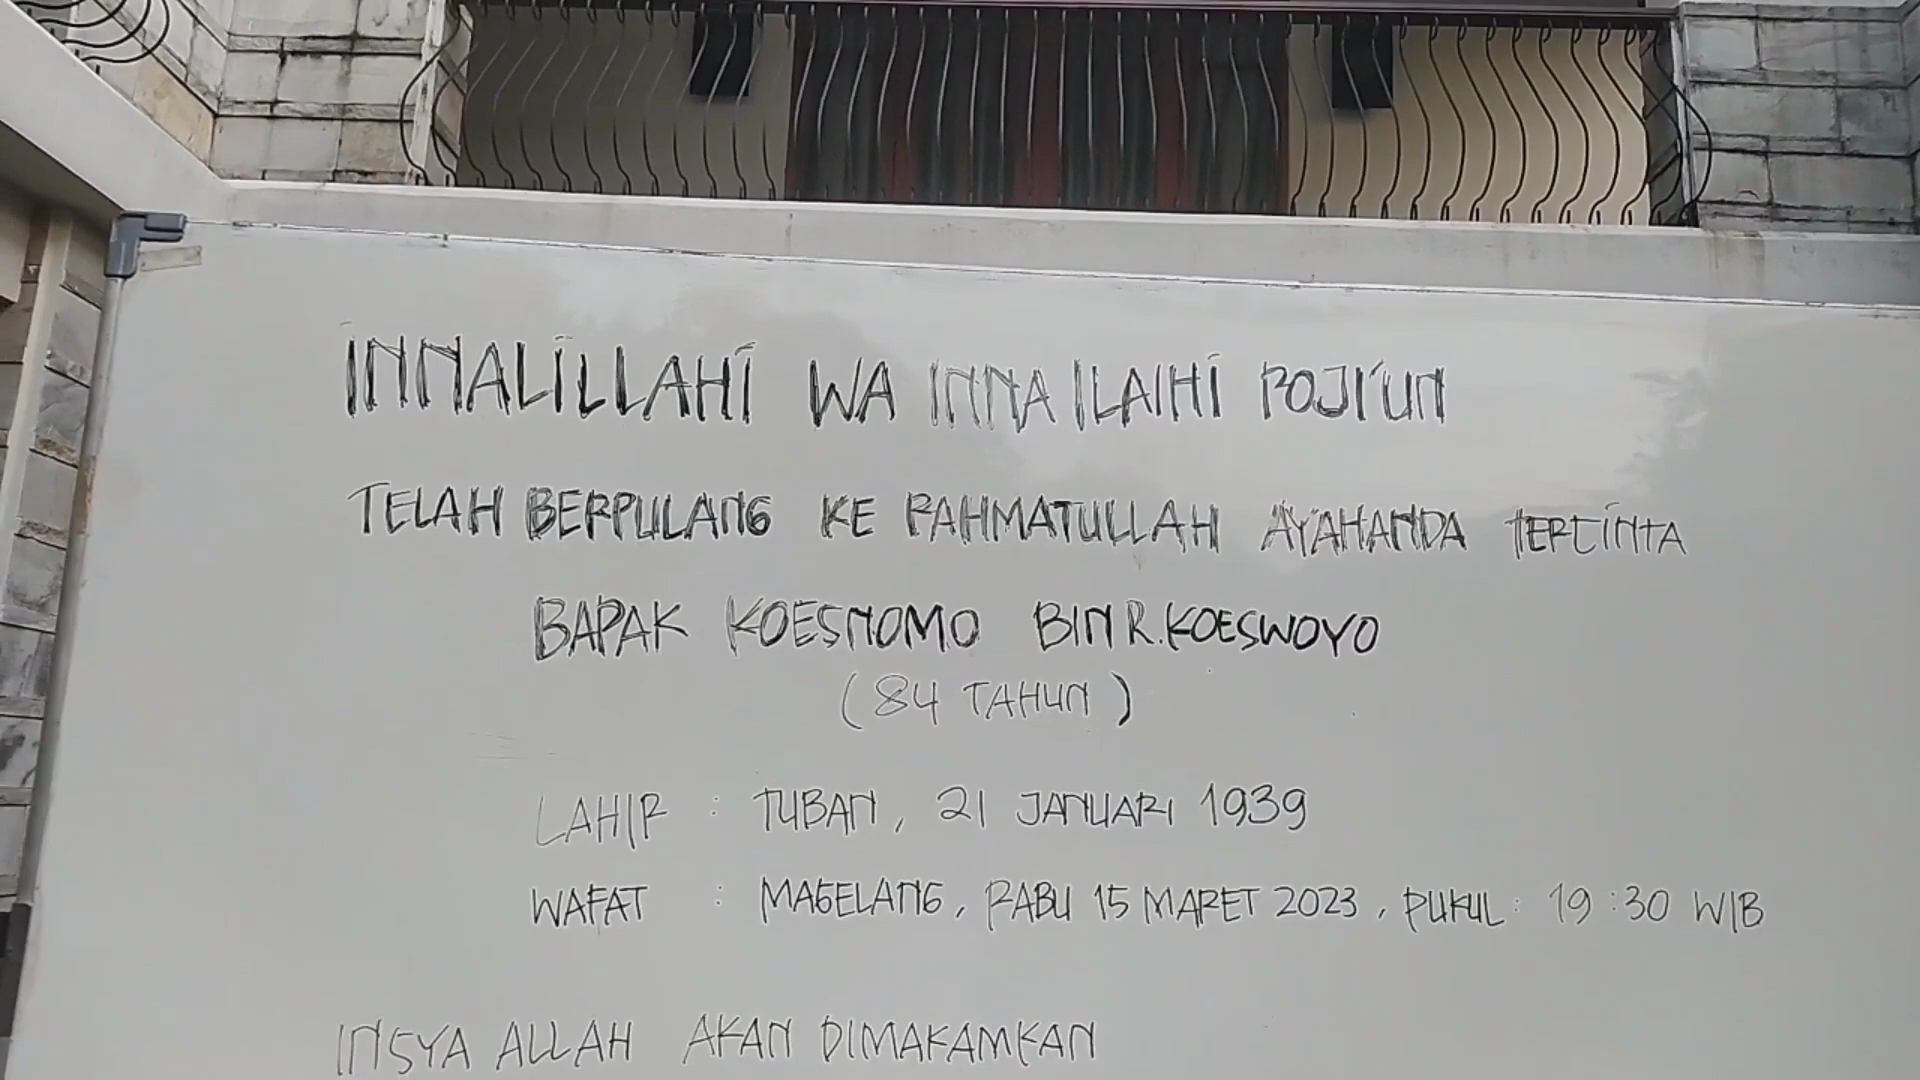 INNALILLAHI WA INNA ILAIHI ROJI'UN
TELAH BERPULANG KE RAHMATULLAH AYAHANDA TERCINTA
BAPAK KOESNOMO BIN R.KOESWOYO
(84 TAHUN)
LAHIR : TUBAN, 21 JANUARI 1939
WAFAT : MAGELANG, RABU 15 MARET 2023, PUKUL : 19:30 WIB
INSYA ALLAH AKAN DIMAKAMKAN